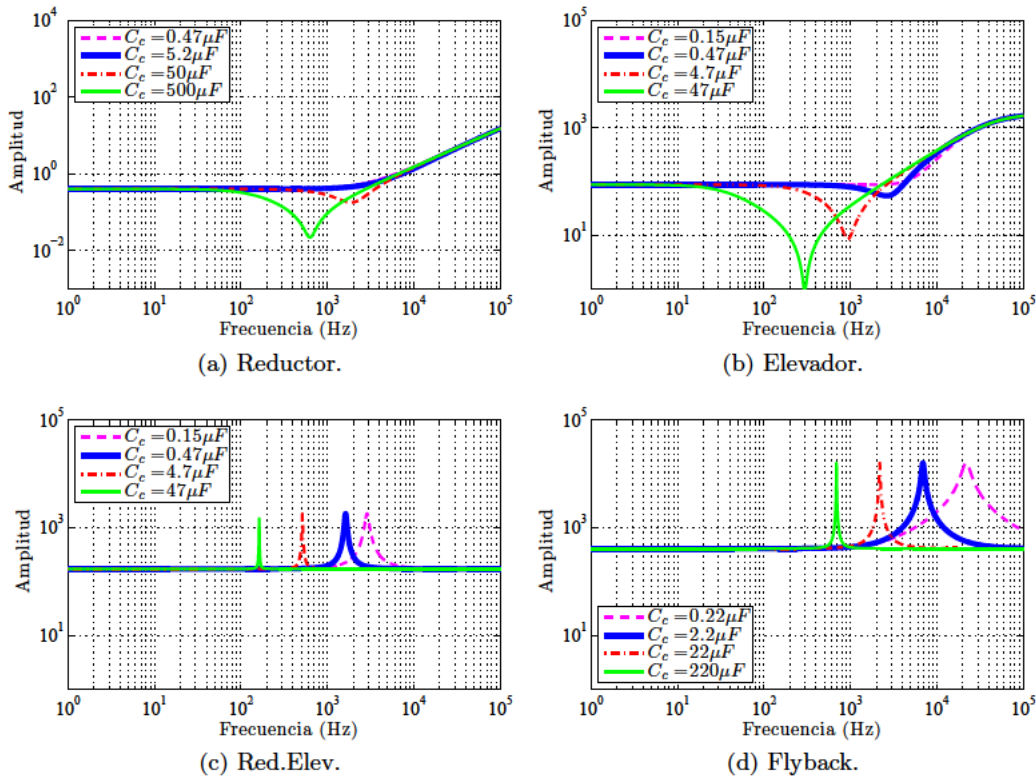 10^4
10^2
10^0
10^-2
Amplitud
C_c = 0.47μF
C_c = 5.2μF
C_c = 50μF
C_c = 500μF
10^0 10^1 10^2 10^3 10^4 10^5
Frecuencia (Hz)
(a) Reductor.
10^5
10^3
10^1
Amplitud
C_c = 0.15μF
C_c = 0.47μF
C_c = 4.7μF
C_c = 47μF
10^0 10^1 10^2 10^3 10^4 10^5
Frecuencia (Hz)
(b) Elevador.
10^5
10^3
10^1
Amplitud
C_c = 0.15μF
C_c = 0.47μF
C_c = 4.7μF
C_c = 47μF
10^0 10^1 10^2 10^3 10^4 10^5
Frecuencia (Hz)
(c) Red.Elev.
10^5
10^3
10^1
Amplitud
C_c = 0.22μF
C_c = 2.2μF
C_c = 22μF
C_c = 220μF
10^0 10^1 10^2 10^3 10^4 10^5
Frecuencia (Hz)
(d) Flyback.